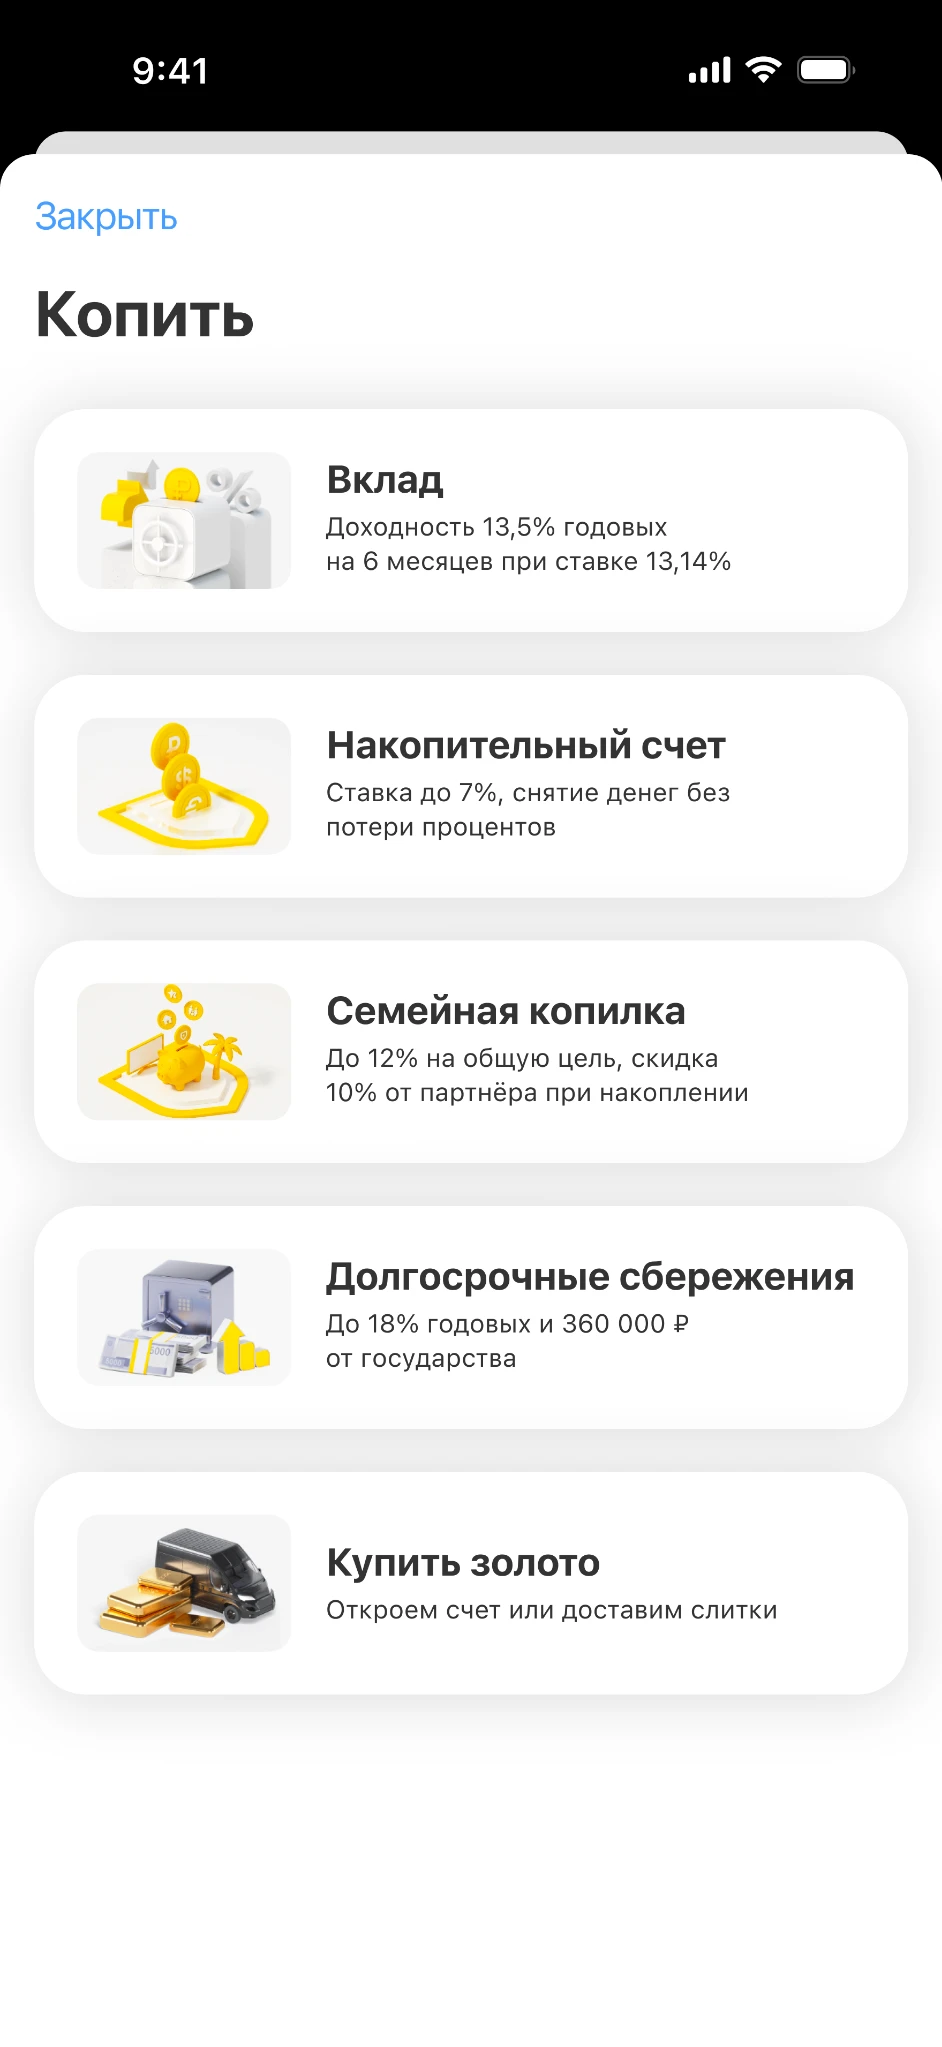 9:41
Закрыть
Копить
Вклад
Доходность 13,5% годовых
на 6 месяцев при ставке 13,14%
Накопительный счет
Ставка до 7%, снятие денег без
потери процентов
Семейная копилка
До 12% на общую цель, скидка
10% от партнёра при накоплении
Долгосрочные сбережения
До 18% годовых и 360 000 ₽
от государства
Купить золото
Откроем счет или доставим слитки